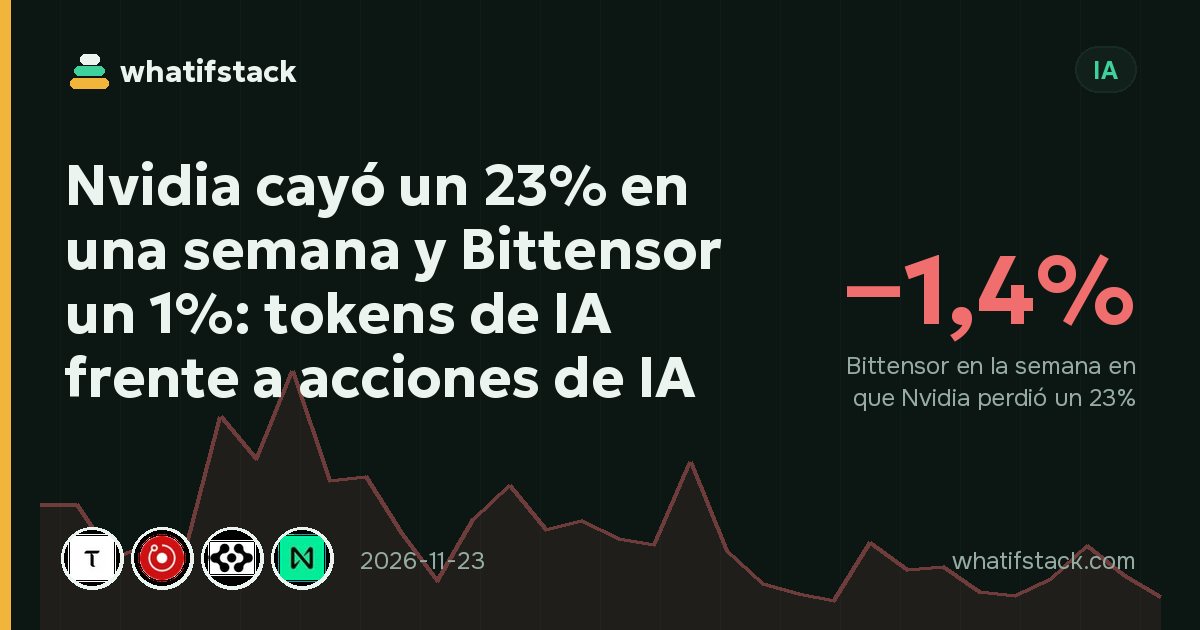 whatifstack
IA
Nvidia cayó un 23% en
una semana y Bittensor
un 1%: tokens de IA
frente a acciones de IA
−1,4%
Bittensor en la semana en
que Nvidia perdió un 23%
τ
2026-11-23
whatifstack.com